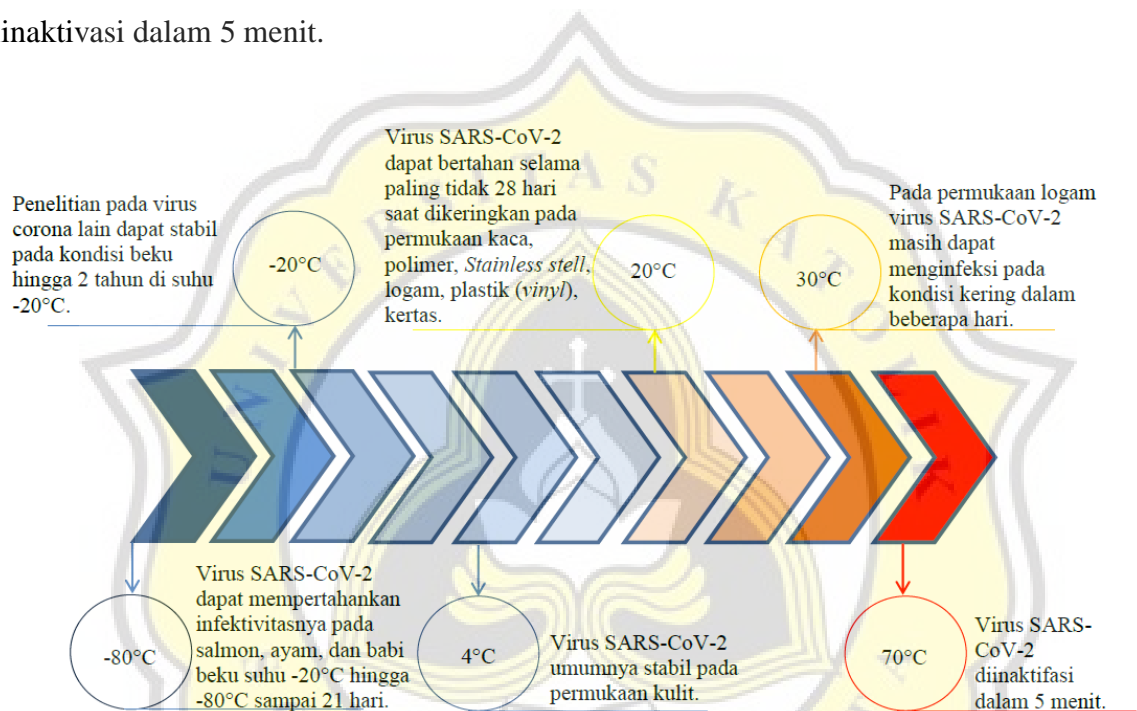 inaktivasi dalam 5 menit.
Penelitian pada virus
corona lain dapat stabil
pada kondisi beku
hingga 2 tahun di suhu
-20°C.
-20°C
Virus SARS-CoV-2
dapat bertahan selama
paling tidak 28 hari
saat dikeringkan pada
permukaan kaca,
polimer, Stainless stell,
logam, plastik (vinyl),
kertas.
20°C
30°C
Pada permukaan logam
virus SARS-CoV-2
masih dapat
menginfeksi pada
kondisi kering dalam
beberapa hari.
-80°C
Virus SARS-CoV-2
dapat mempertahankan
infektivitasnya pada
salmon, ayam, dan babi
beku suhu -20°C hingga
-80°C sampai 21 hari.
4°C
Virus SARS-CoV-2
umumnya stabil pada
permukaan kulit.
70°C
Virus SARS-
CoV-2
diinaktifasi
dalam 5 menit.
UNIVERSITAS KATOLIK